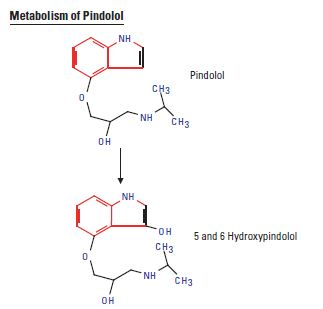 Metabolism of Pindolol
NH
Pindolol
CH3
O
NH
CH3
OH
NH
OH
5 and 6 Hydroxypindolol
CH3
O
NH
CH3
OH